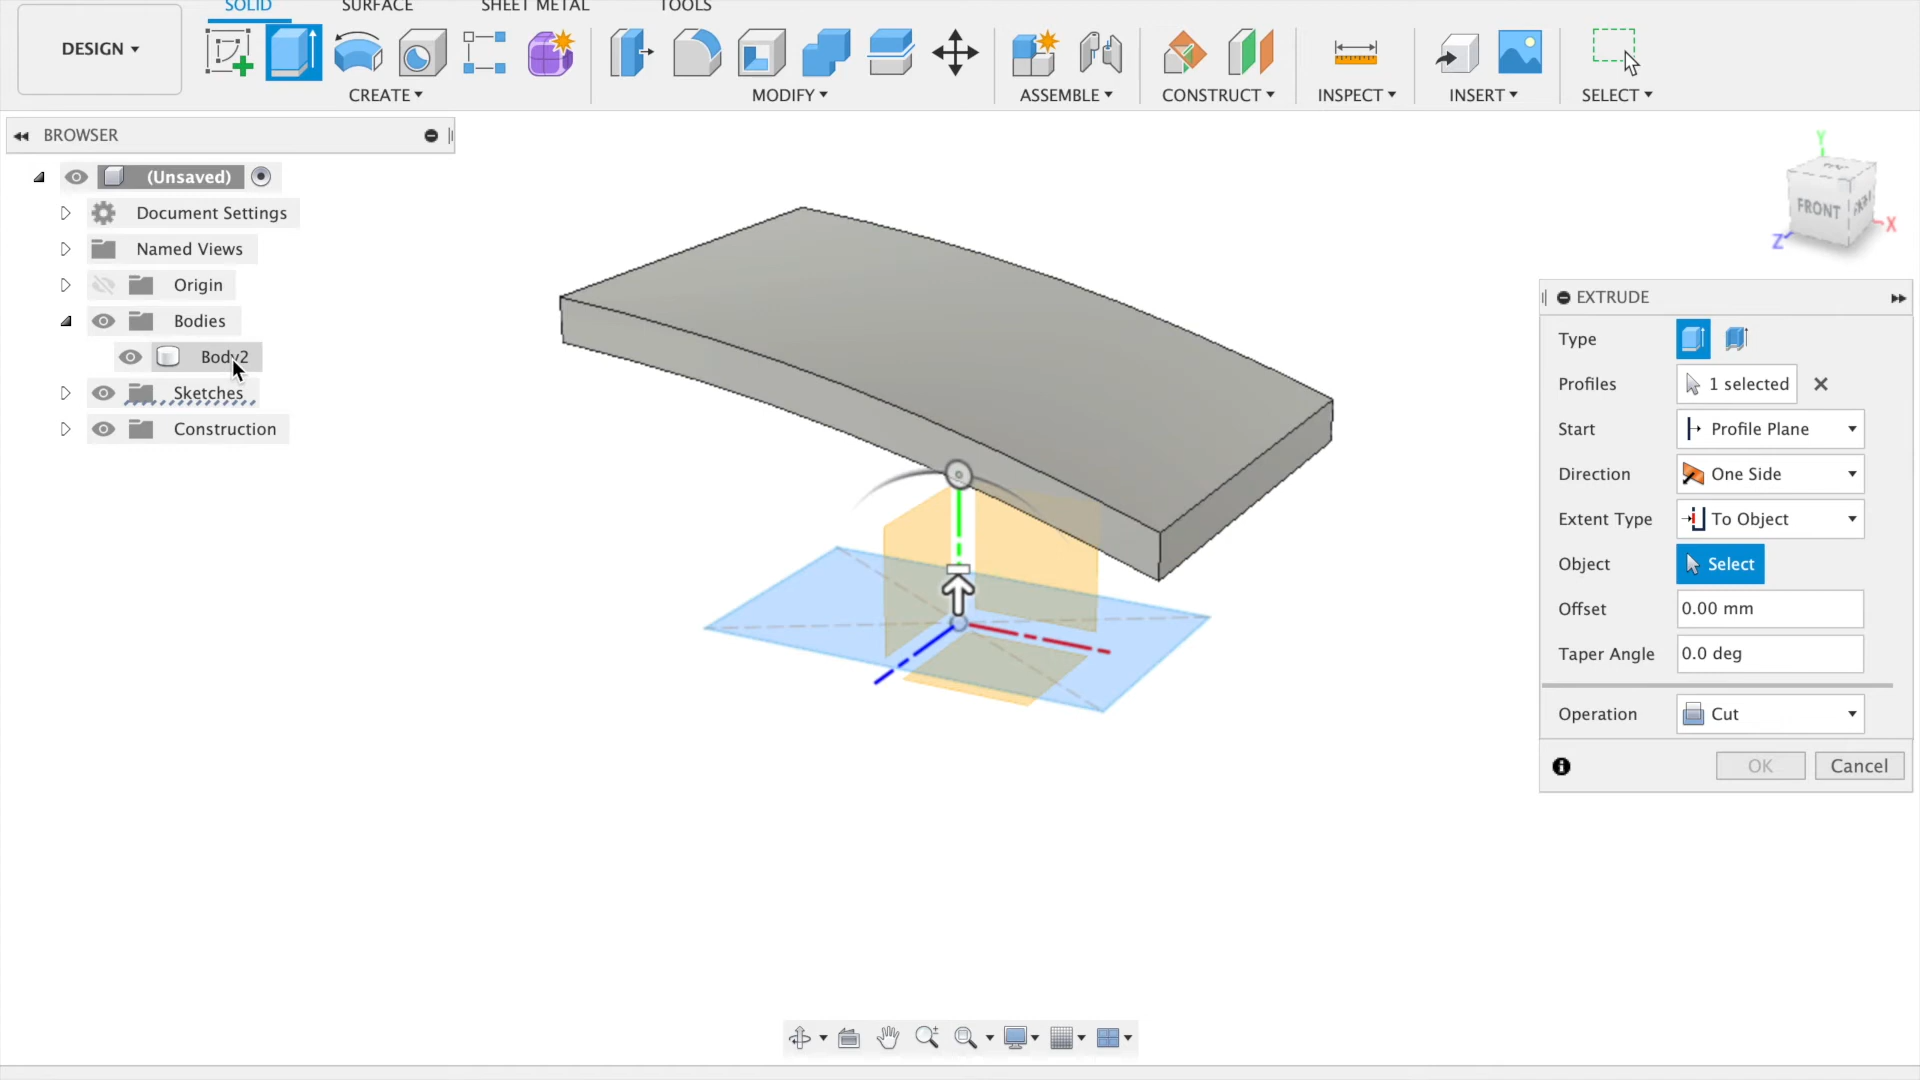 SOLID SURFACE SHEET METAL TOOLS
DESIGN
CREATE MODIFY ASSEMBLE CONSTRUCT INSPECT INSERT SELECT
BROWSER
(Unsaved)
Document Settings
Named Views
Origin
Bodies
Body2
Sketches
Construction
Y
FRONT
X
Z
EXTRUDE
Type
Profiles 1 selected
Start Profile Plane
Direction One Side
Extent Type To Object
Object Select
Offset 0.00 mm
Taper Angle 0.0 deg
Operation Cut
OK Cancel